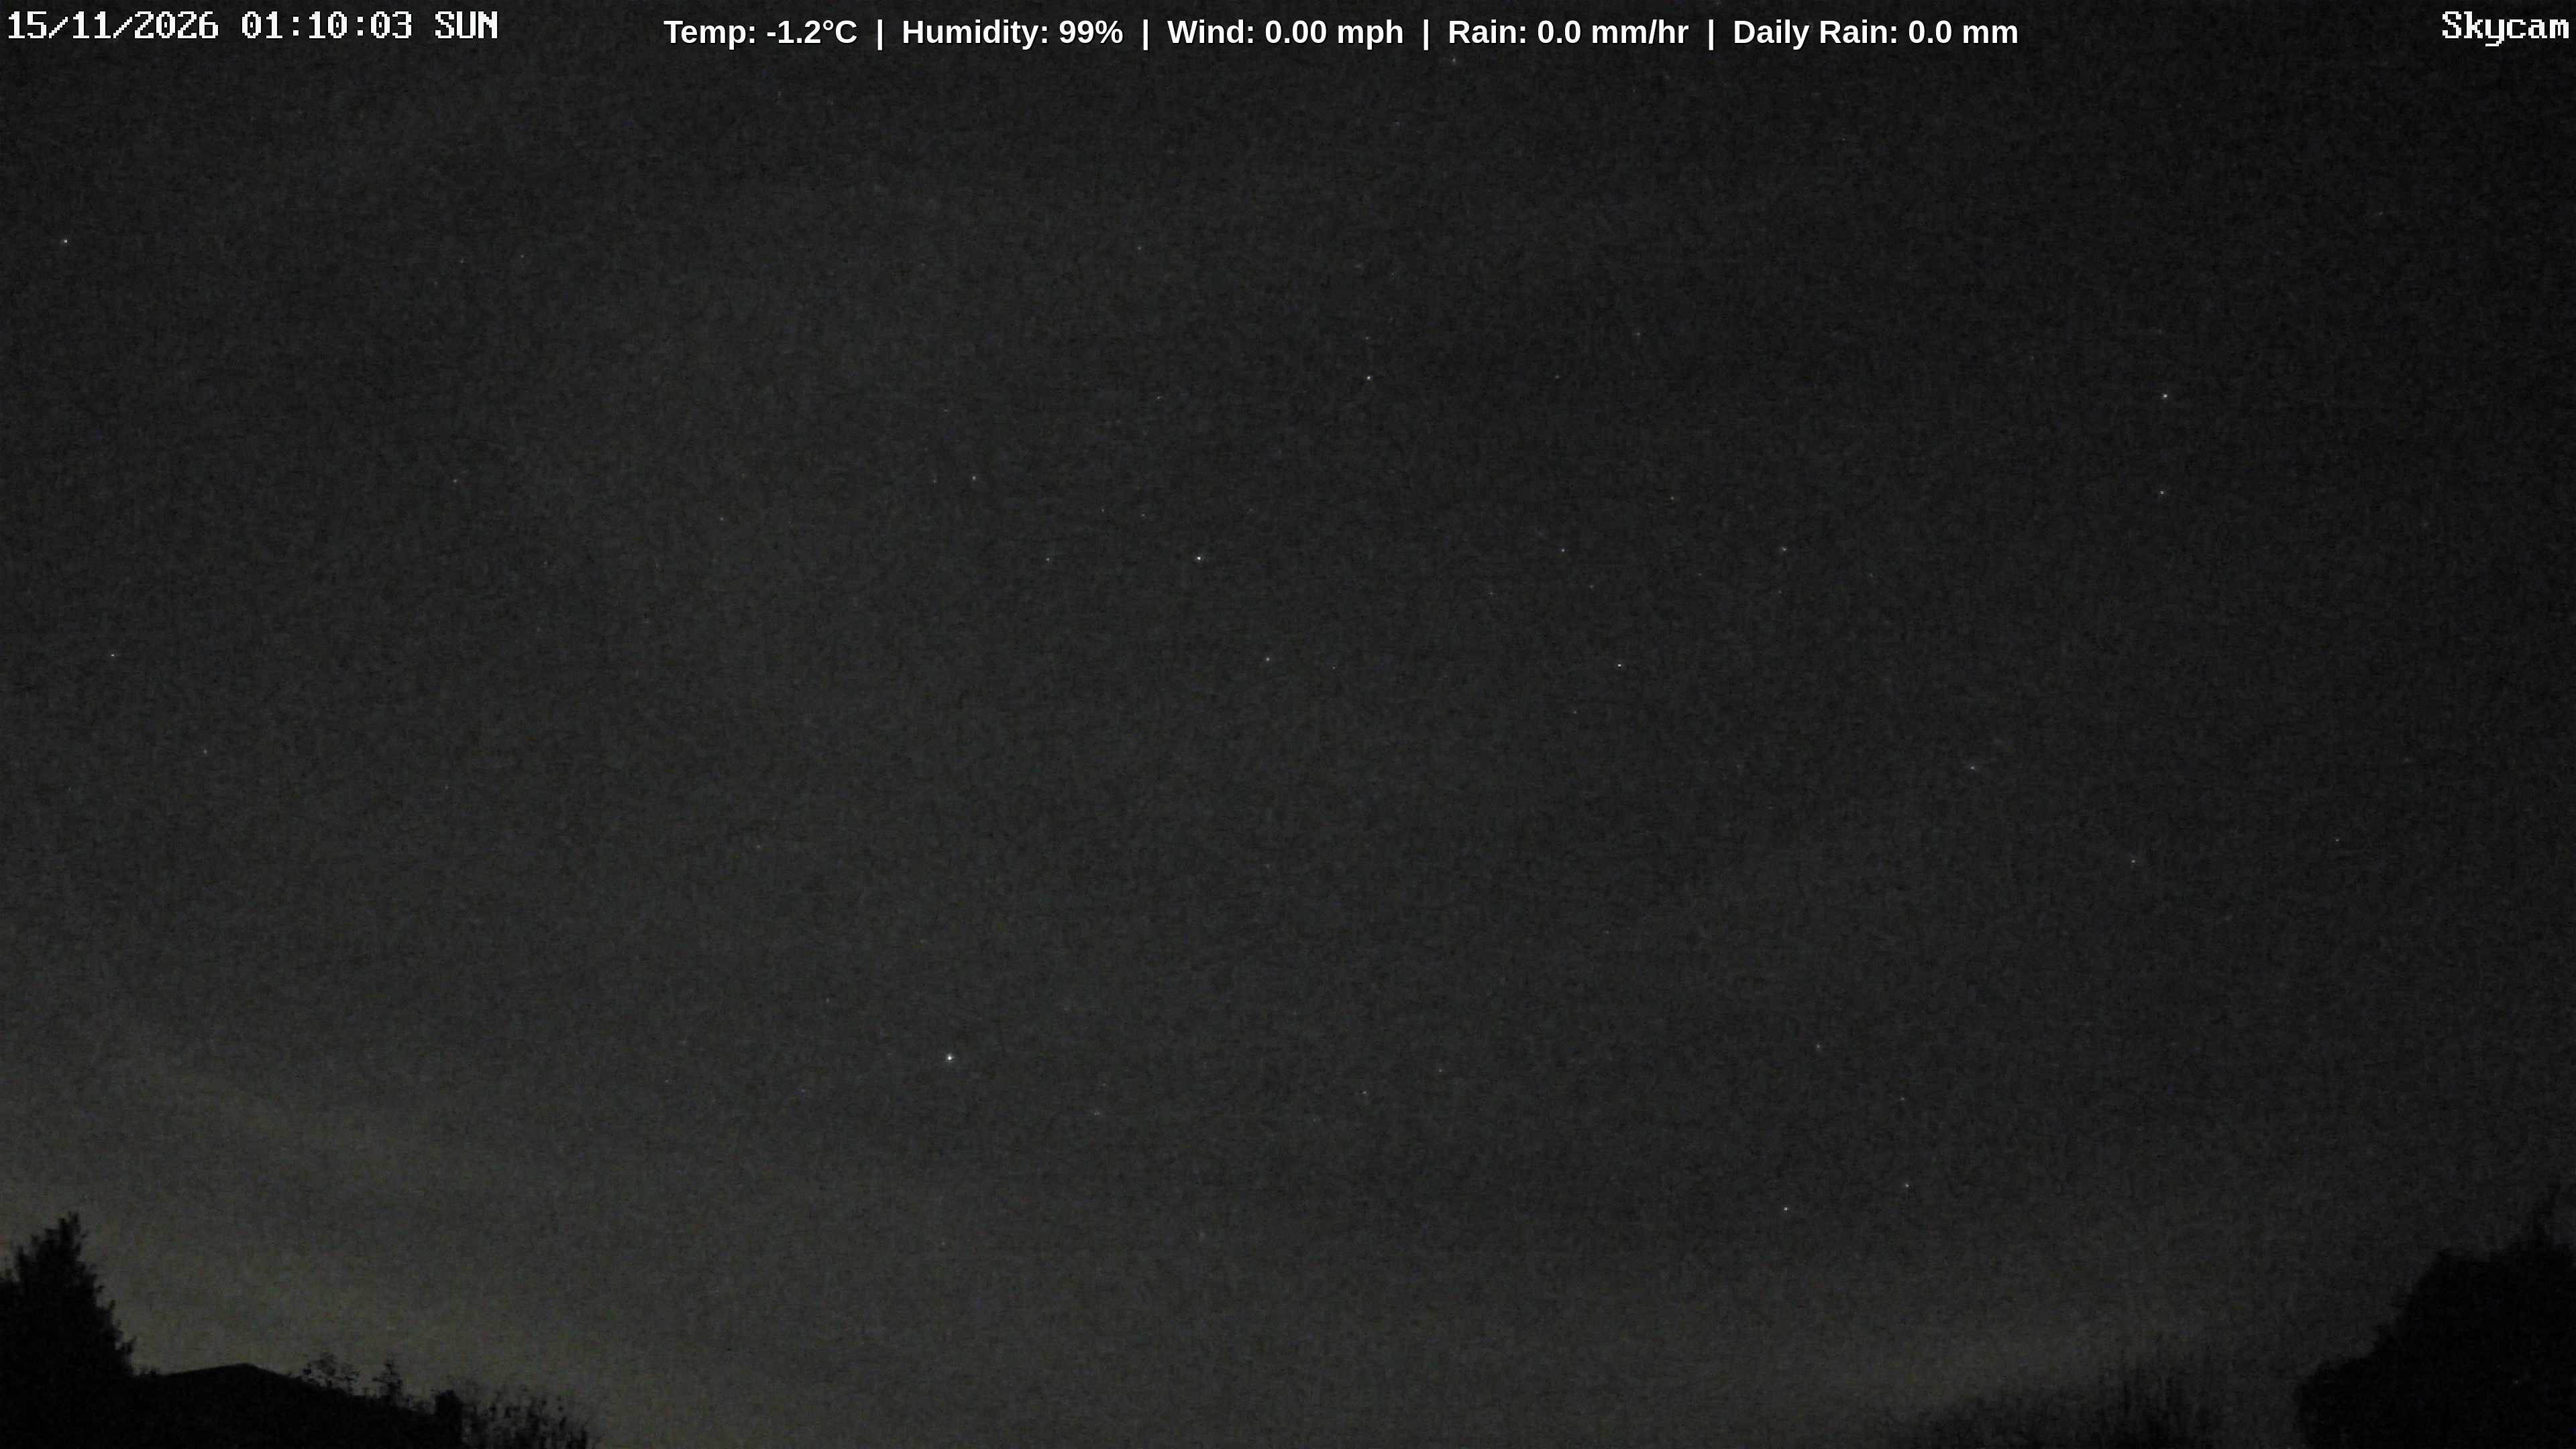 15/11/2026 01:10:03 SUN
Temp: -1.2°C | Humidity: 99% | Wind: 0.00 mph | Rain: 0.0 mm/hr | Daily Rain: 0.0 mm
Skycam